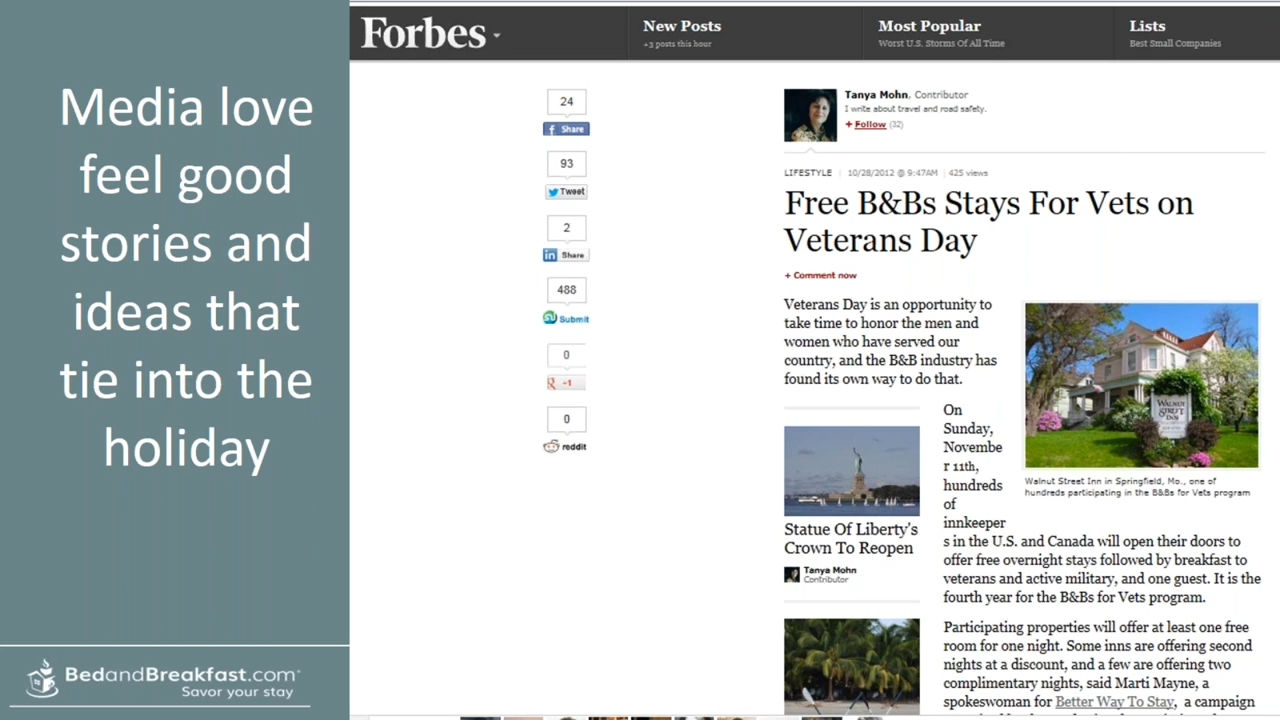 Media love
feel good
stories and
ideas that
tie into the
holiday
BedandBreakfast.com™
Savor your stay
Forbes
New Posts
+3 posts this hour
Most Popular
Worst U.S. Storms Of All Time
Lists
Best Small Companies
24
Share
93
Tweet
2
in Share
488
Submit
0
+1
0
reddit
Tanya Mohn, Contributor
I write about travel and road safety.
+ Follow (32)
LIFESTYLE | 10/28/2012 @ 9:47AM | 425 views
Free B&Bs Stays For Vets on
Veterans Day
+ Comment now
Veterans Day is an opportunity to
take time to honor the men and
women who have served our
country, and the B&B industry has
found its own way to do that.
WALNUT
STREET
INN
Walnut Street Inn in Springfield, Mo., one of
hundreds participating in the B&Bs for Vets program
Statue Of Liberty's
Crown To Reopen
Tanya Mohn
Contributor
On
Sunday,
Novembe
r 11th,
hundreds
of
innkeeper
s in the U.S. and Canada will open their doors to
offer free overnight stays followed by breakfast to
veterans and active military, and one guest. It is the
fourth year for the B&Bs for Vets program.
Participating properties will offer at least one free
room for one night. Some inns are offering second
nights at a discount, and a few are offering two
complimentary nights, said Marti Mayne, a
spokeswoman for Better Way To Stay, a campaign